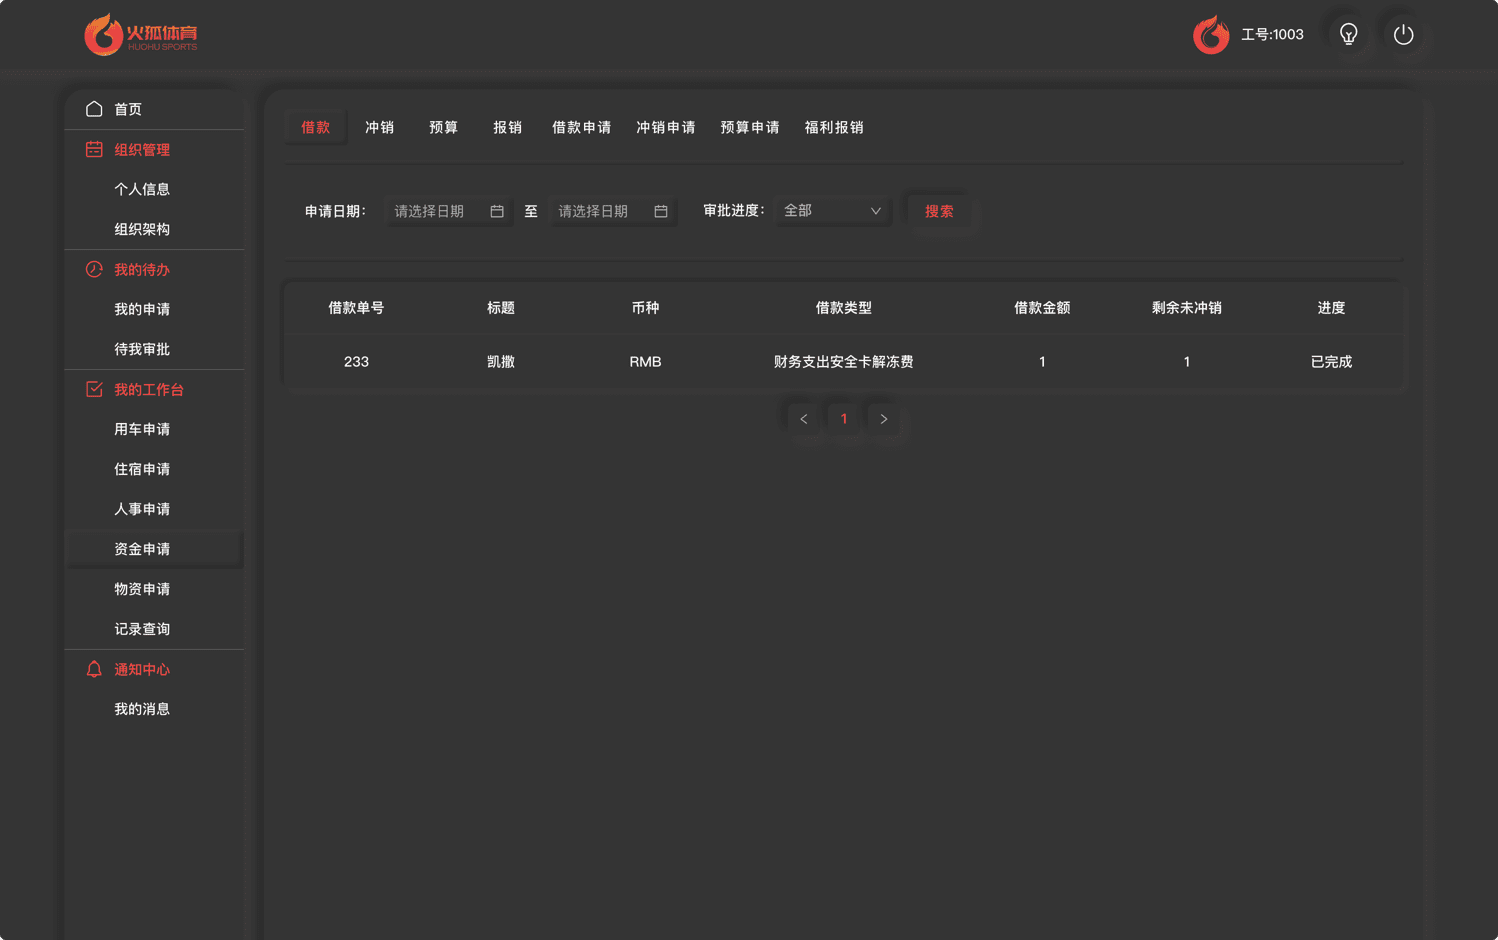 火狐体育
HUOHU SPORTS
工号:1003
首页
组织管理
个人信息
组织架构
我的待办
我的申请
待我审批
我的工作台
用车申请
住宿申请
人事申请
资金申请
物资申请
记录查询
通知中心
我的消息
借款 冲销 预算 报销 借款申请 冲销申请 预算申请 福利报销
申请日期: 请选择日期 至 请选择日期 审批进度: 全部 搜索
借款单号 标题 币种 借款类型 借款金额 剩余未冲销 进度
233 凯撒 RMB 财务支出安全卡解冻费 1 1 已完成
< 1 >